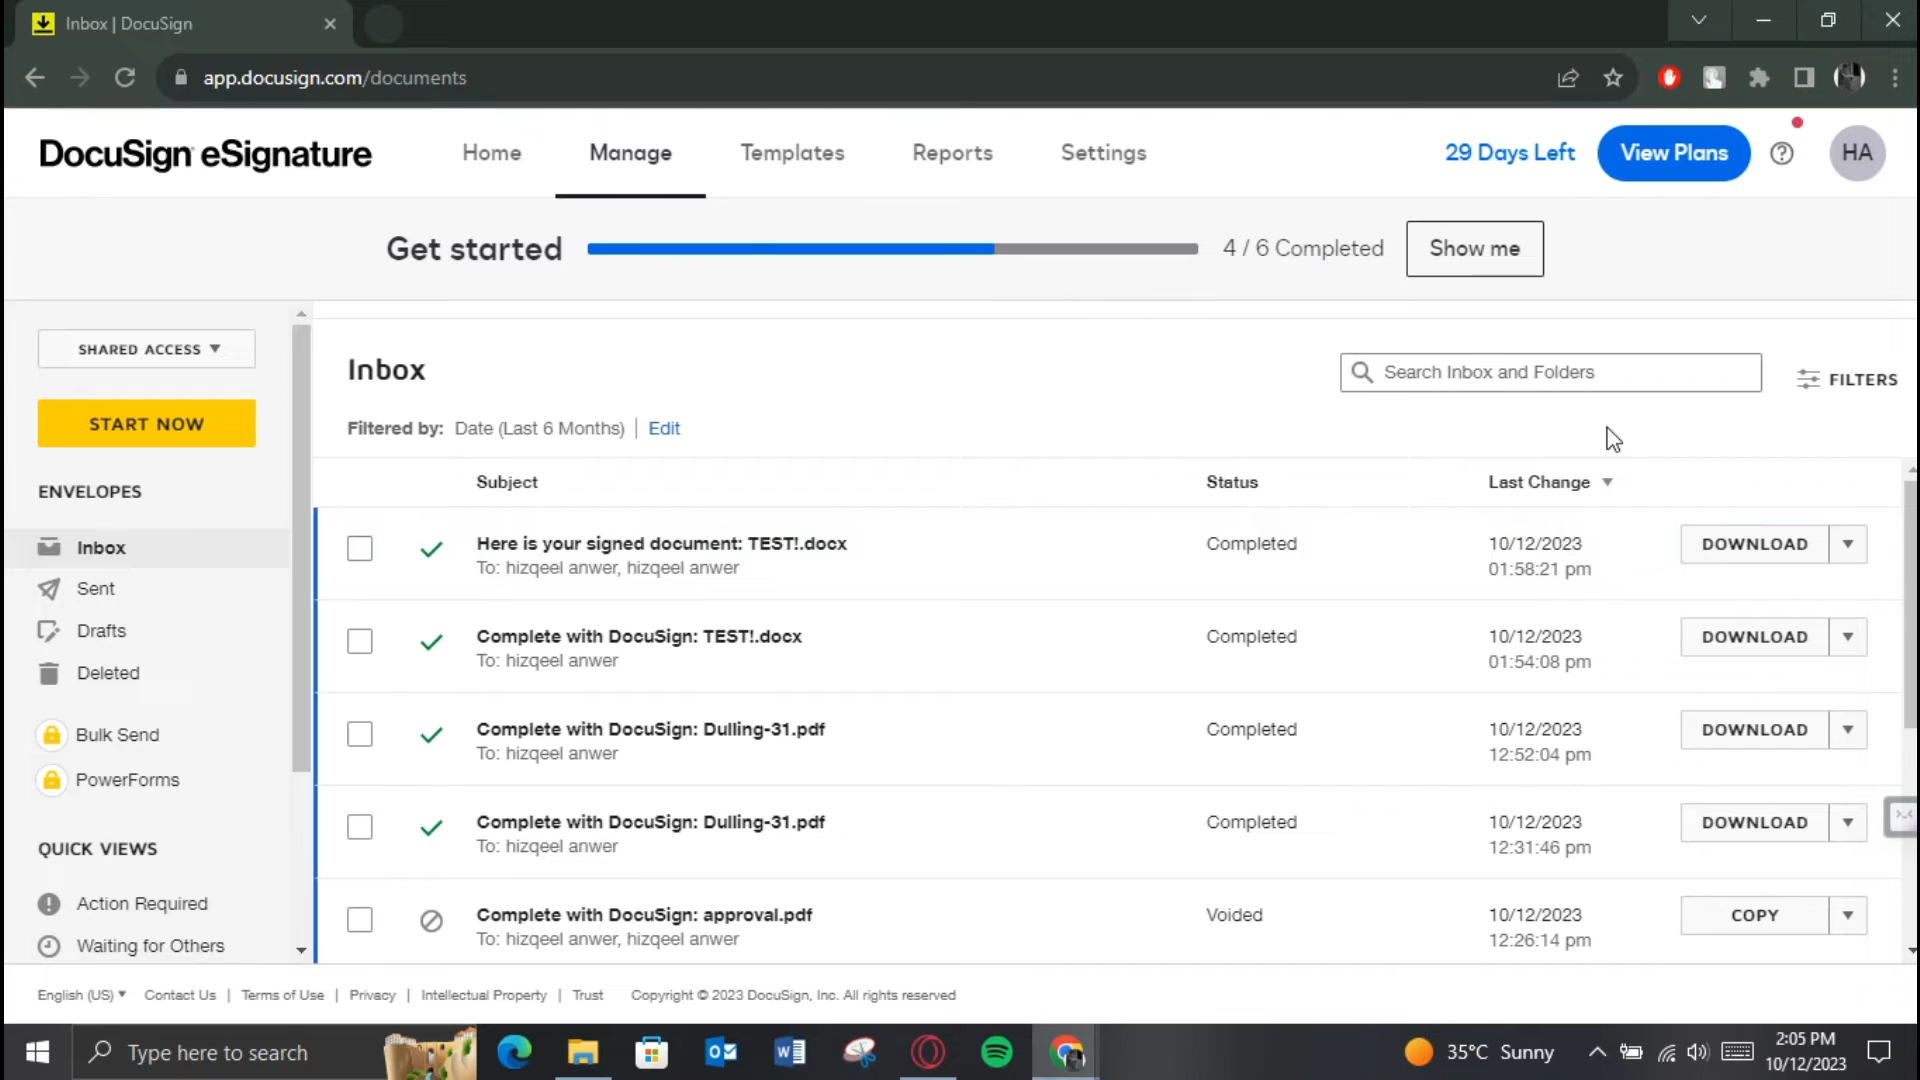 Inbox | DocuSign
app.docusign.com/documents
DocuSign eSignature
Home
Manage
Templates
Reports
Settings
29 Days Left
View Plans
HA
Get started
4 / 6 Completed
Show me
SHARED ACCESS
START NOW
ENVELOPES
Inbox
Sent
Drafts
Deleted
Bulk Send
PowerForms
QUICK VIEWS
Action Required
Waiting for Others
Inbox
Search Inbox and Folders
FILTERS
Filtered by: Date (Last 6 Months) | Edit
Subject
Status
Last Change
Here is your signed document: TEST!.docx
To: hizqeel anwer, hizqeel anwer
Completed
10/12/2023
01:58:21 pm
DOWNLOAD
Complete with DocuSign: TEST!.docx
To: hizqeel anwer
Completed
10/12/2023
01:54:08 pm
DOWNLOAD
Complete with DocuSign: Dulling-31.pdf
To: hizqeel anwer
Completed
10/12/2023
12:52:04 pm
DOWNLOAD
Complete with DocuSign: Dulling-31.pdf
To: hizqeel anwer
Completed
10/12/2023
12:31:46 pm
DOWNLOAD
Complete with DocuSign: approval.pdf
To: hizqeel anwer, hizqeel anwer
Voided
10/12/2023
12:26:14 pm
COPY
English (US) Contact Us | Terms of Use | Privacy | Intellectual Property | Trust Copyright © 2023 DocuSign, Inc. All rights reserved
Type here to search
35°C Sunny
2:05 PM
10/12/2023